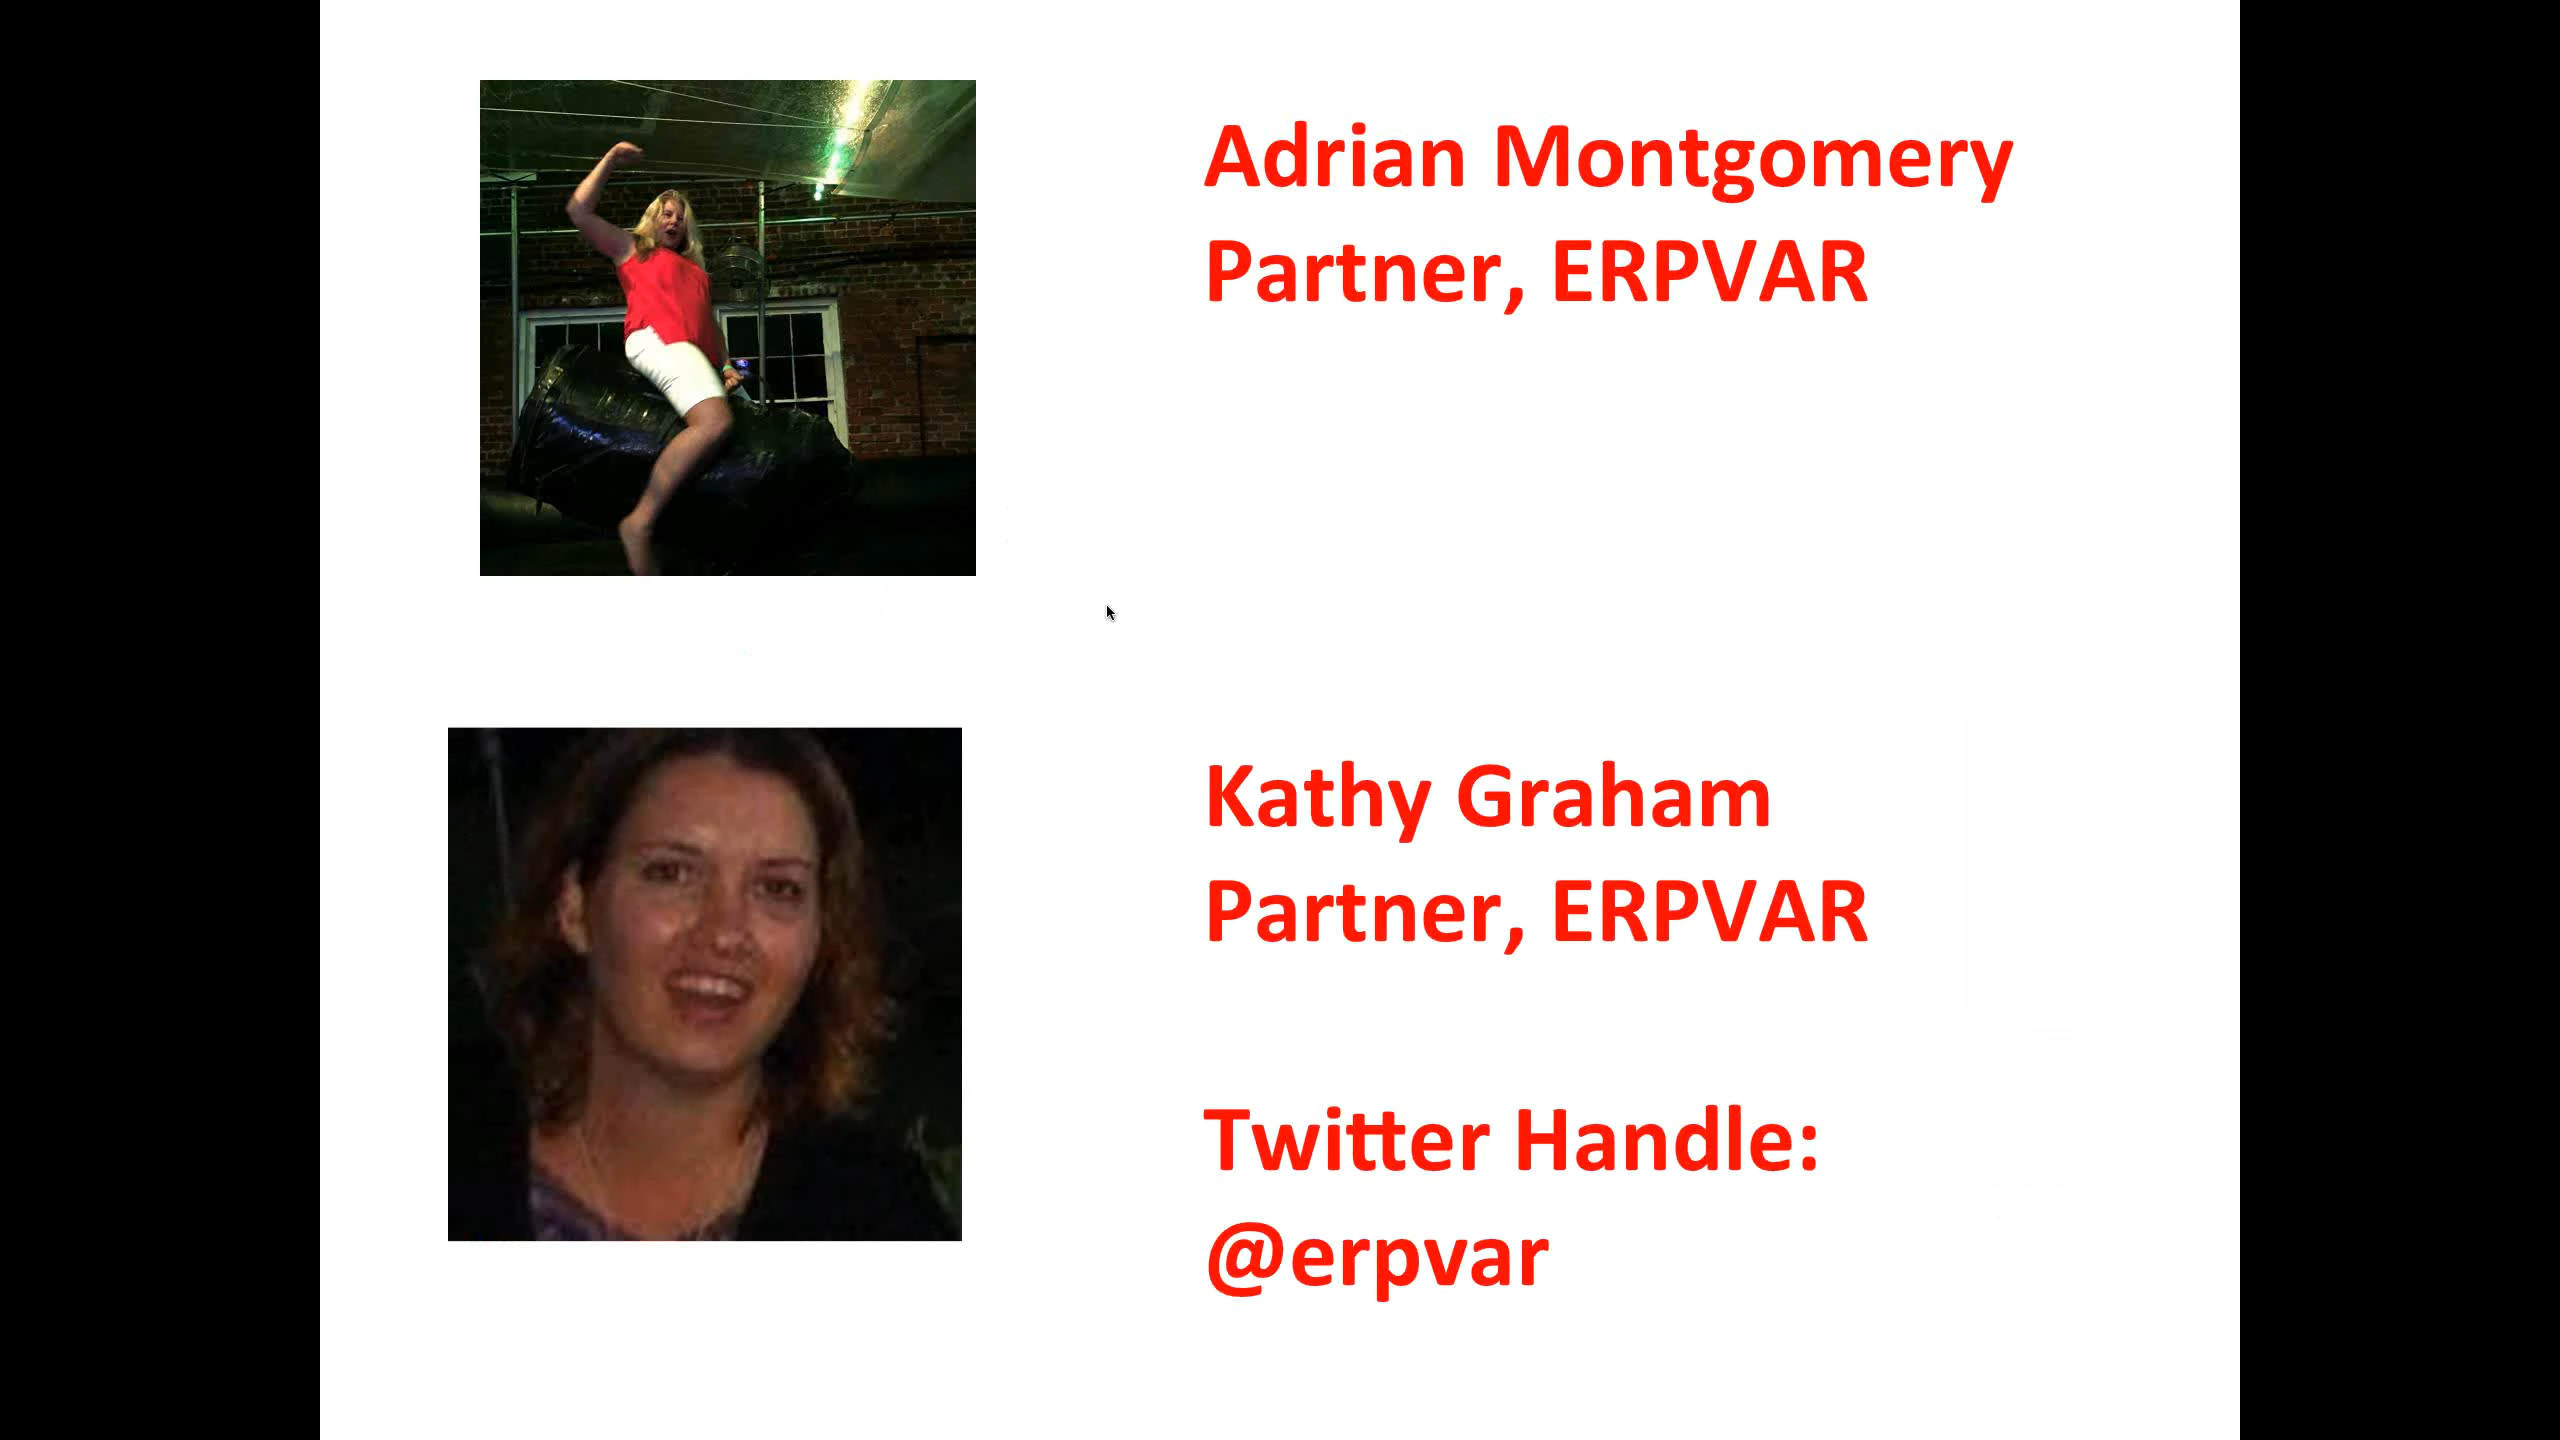 Adrian Montgomery
Partner, ERPVAR
Kathy Graham
Partner, ERPVAR
Twitter Handle:
@erpvar